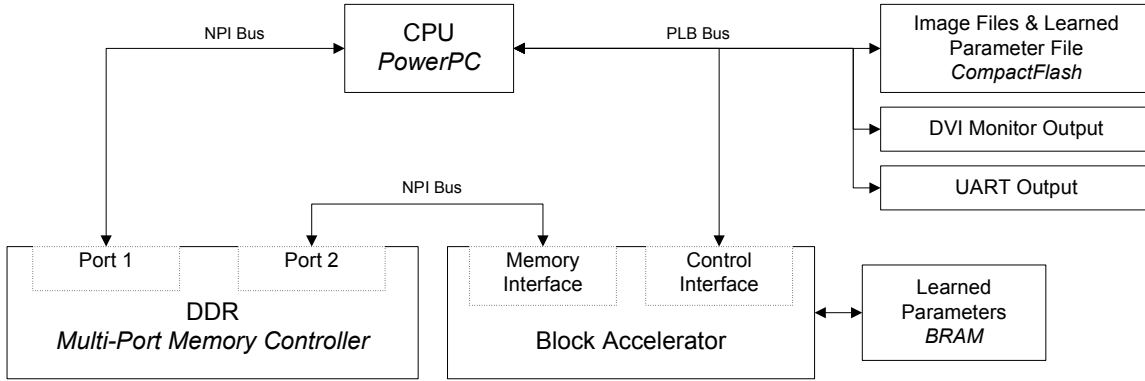 NPI Bus
CPU
PowerPC
PLB Bus
Image Files & Learned
Parameter File
CompactFlash
DVI Monitor Output
UART Output
NPI Bus
Port 1
Port 2
DDR
Multi-Port Memory Controller
Memory
Interface
Control
Interface
Block Accelerator
Learned
Parameters
BRAM